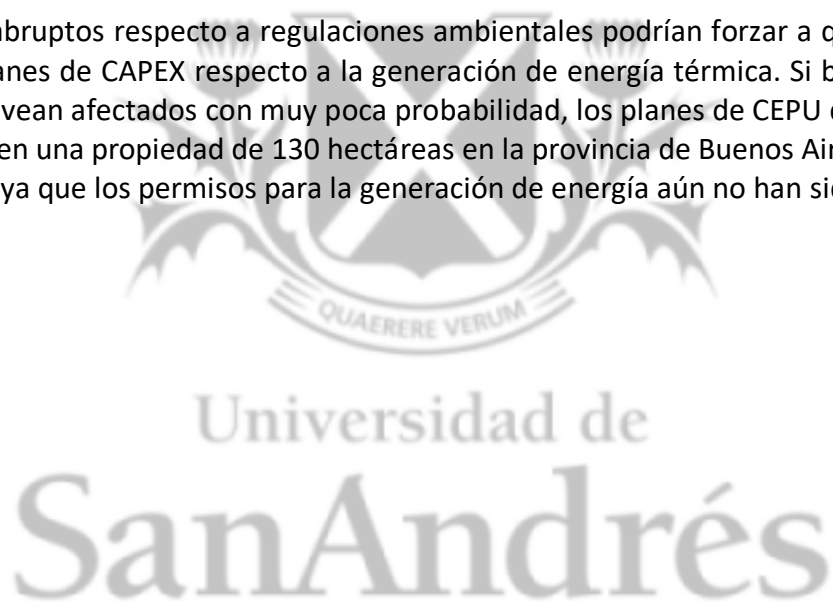 abruptos respecto a regulaciones ambientales podrían forzar a
anes de CAPEX respecto a la generación de energía térmica. Si
vean afectados con muy poca probabilidad, los planes de CEPU
en una propiedad de 130 hectáreas en la provincia de Buenos
ya que los permisos para la generación de energía aún no han
QUAERERE VERUM
Universidad de
SanAndrés